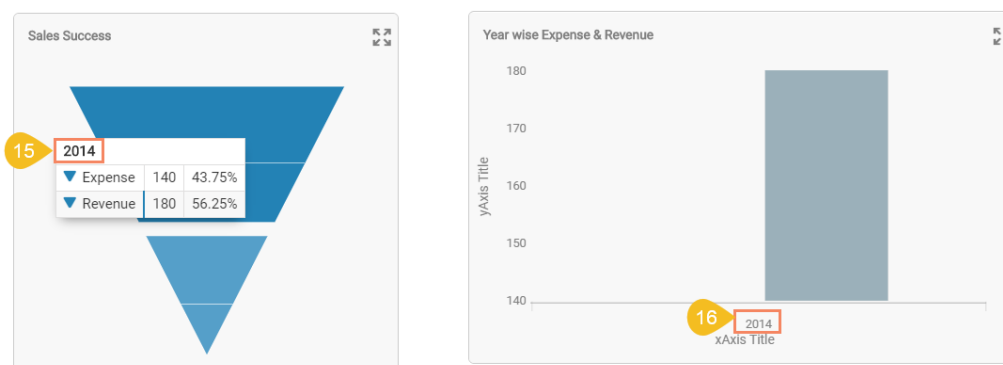 Sales Success
15
2014
Expense 140 43.75%
Revenue 180 56.25%
Year wise Expense & Revenue
180
170
160
150
140
yAxis Title
16
2014
xAxis Title